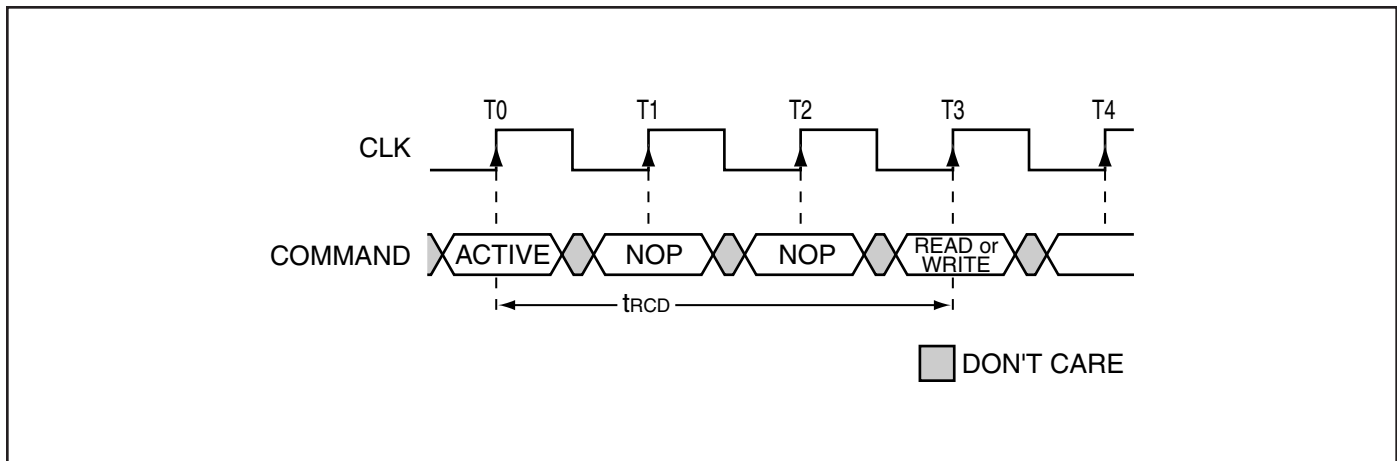 T0 T1 T2 T3 T4
CLK
COMMAND ACTIVE NOP NOP READ or
WRITE
tRCD
DON'T CARE